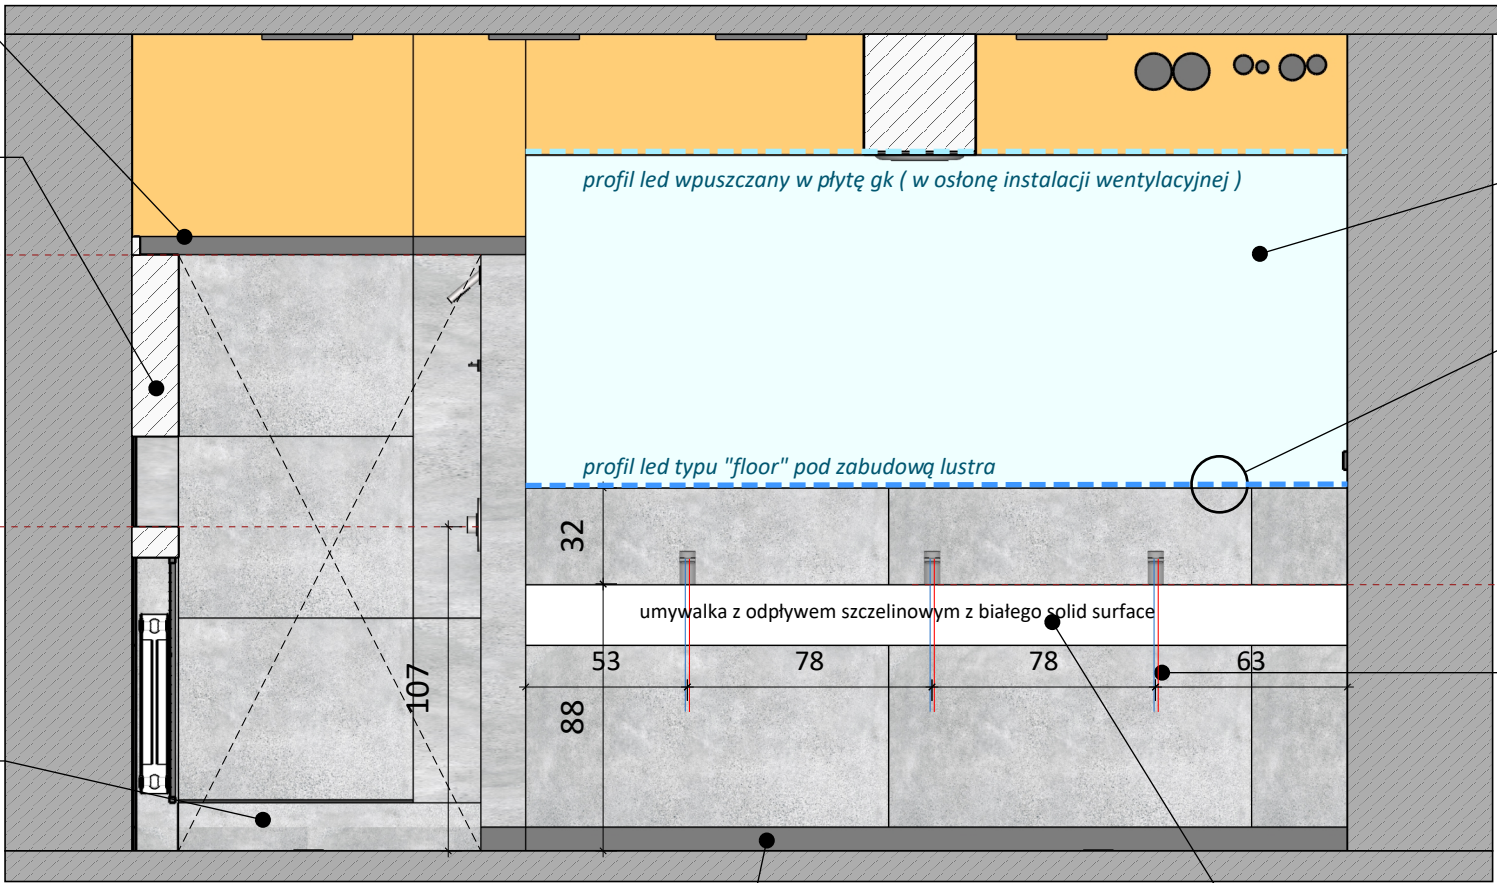 profil led wpuszczany w płytę gk ( w osłonę instalacji wentylacyjnej )
profil led typu "floor" pod zabudową lustra
32
umywalka z odpływem szczelinowym z białego solid surface
53 78 78 63
107
88